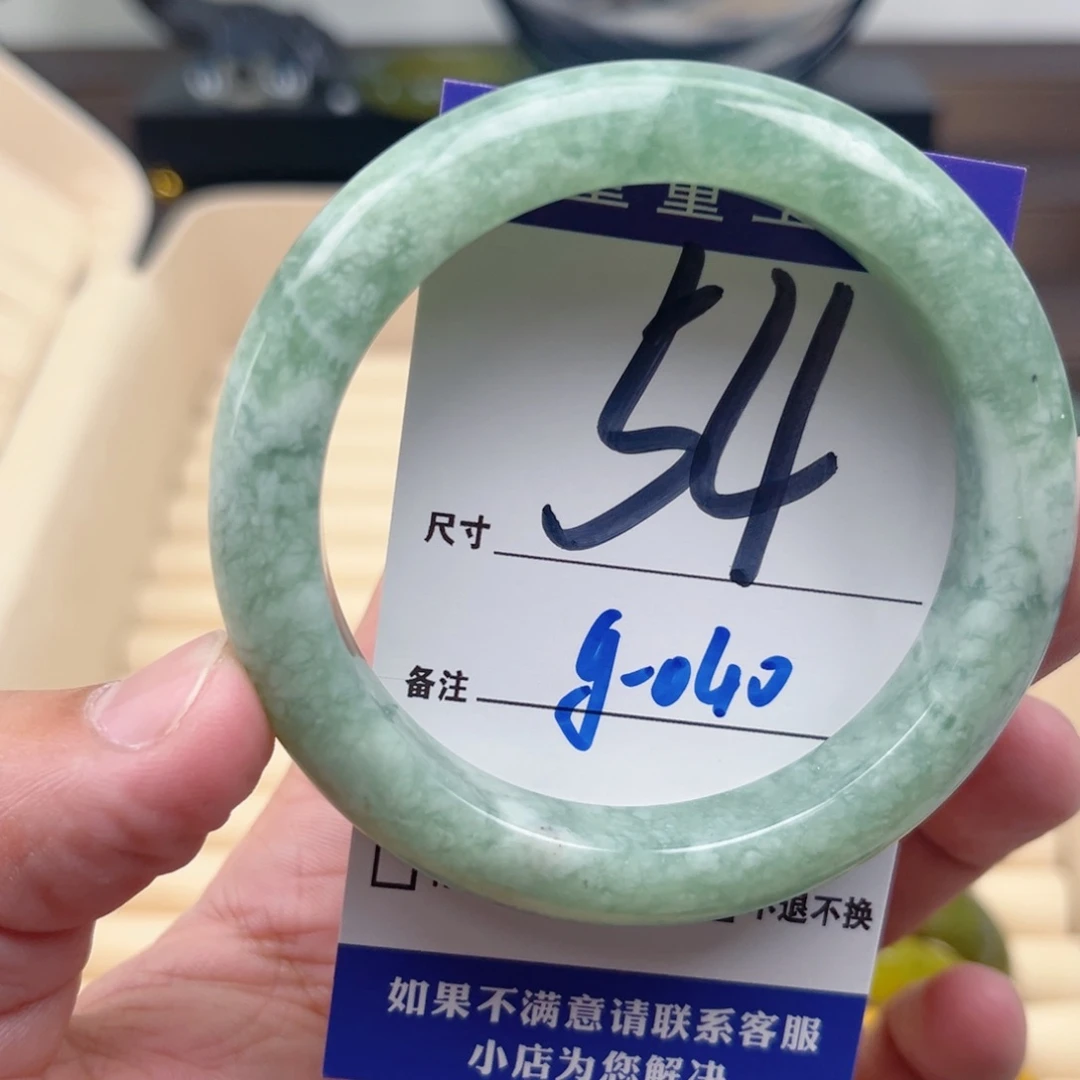 重
尺寸 54
备注 g-040
不退不换
如果不满意请联系客服
小店为您解决